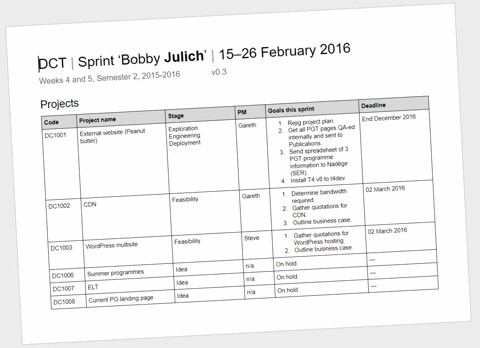 DCT | Sprint ‘Bobby Julich’ | 15–26 February 2016
Weeks 4 and 5, Semester 2, 2015-2016 v0.3
Projects
Code Project name Stage PM Goals this sprint Deadline
DC1001 External website (Peanut butter) Exploration Engineering Deployment Gareth 1. Rejig project plan. 2. Get all PGT pages QA-ed internally and sent to Publications. 3. Send spreadsheet of 3 PGT programme information to Nadège (SER). 4. Install T4 v8 to t4dev. End December 2016
DC1002 CDN Feasibility Gareth 1. Determine bandwidth required. 2. Gather quotations for CDN. 3. Outline business case. 02 March 2016
DC1003 WordPress multisite Feasibility Steve 1. Gather quotations for WordPress hosting. 2. Outline business case. 02 March 2016
DC1006 Summer programmes Idea n/a On hold —
DC1007 ELT Idea n/a On hold —
DC1008 Current PG landing page Idea n/a On hold —